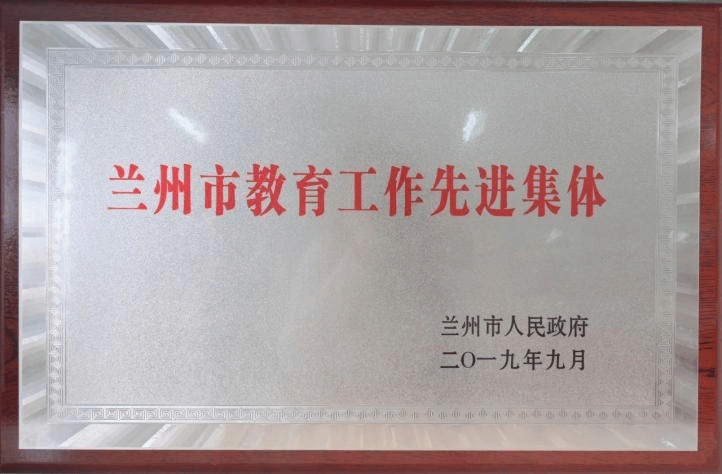 兰州市教育工作先进集体
兰州市人民政府
二〇一九年九月